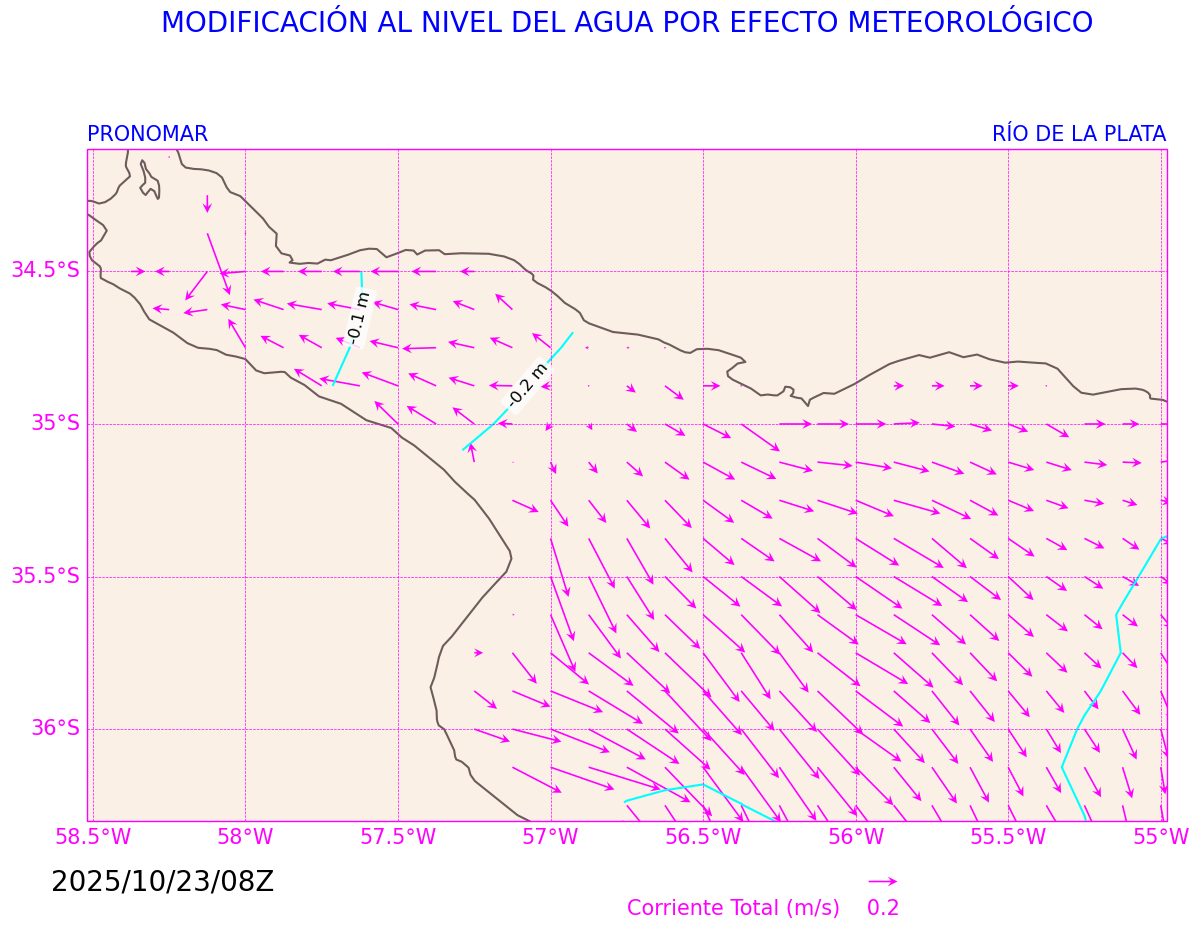 MODIFICACIÓN AL NIVEL DEL AGUA POR EFECTO METEOROLÓGICO
PRONOMAR
RÍO DE LA PLATA
34.5°S
-0.1 m
-0.2 m
35°S
35.5°S
36°S
58.5°W 58°W 57.5°W 57°W 56.5°W 56°W 55.5°W 55°W
2025/10/23/08Z
Corriente Total (m/s) 0.2